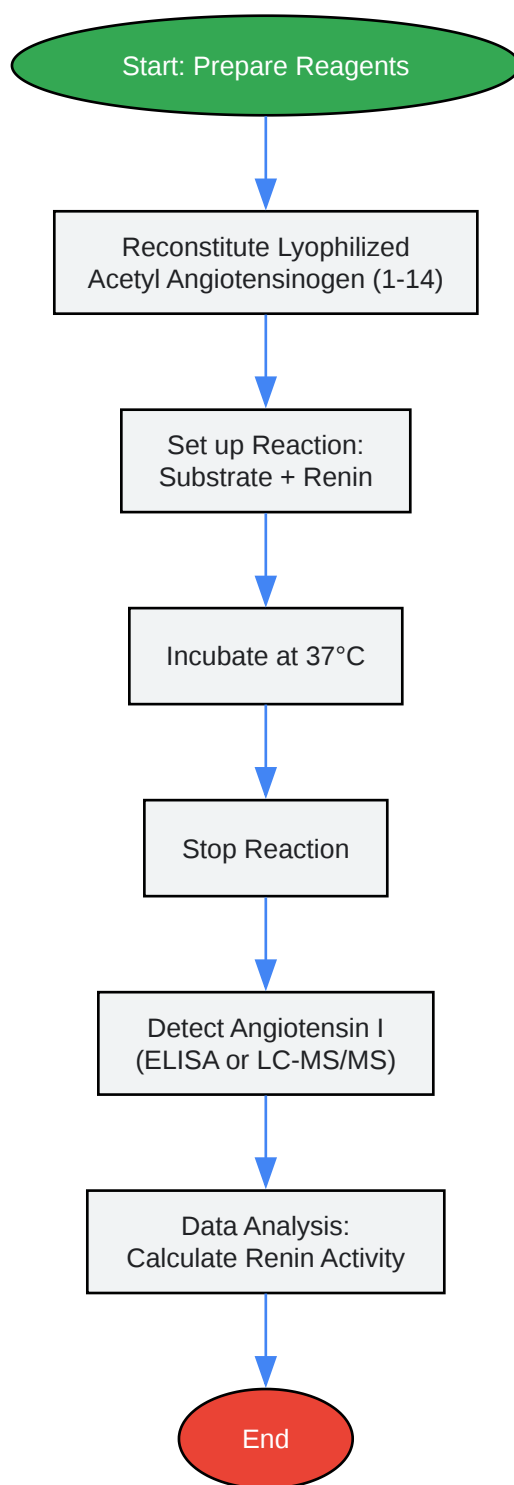 Start: Prepare Reagents
Reconstitute Lyophilized
Acetyl Angiotensinogen (1-14)
Set up Reaction:
Substrate + Renin
Incubate at 37°C
Stop Reaction
Detect Angiotensin I
(ELISA or LC-MS/MS)
Data Analysis:
Calculate Renin Activity
End